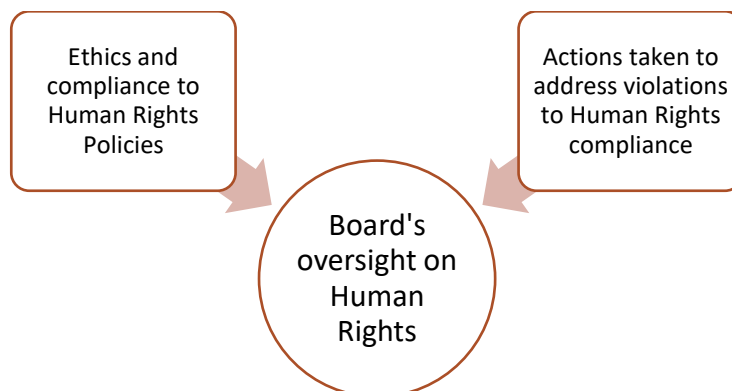 Ethics and
compliance to
Human Rights
Policies
Actions taken to
address violations
to Human Rights
compliance
Board's
oversight on
Human
Rights